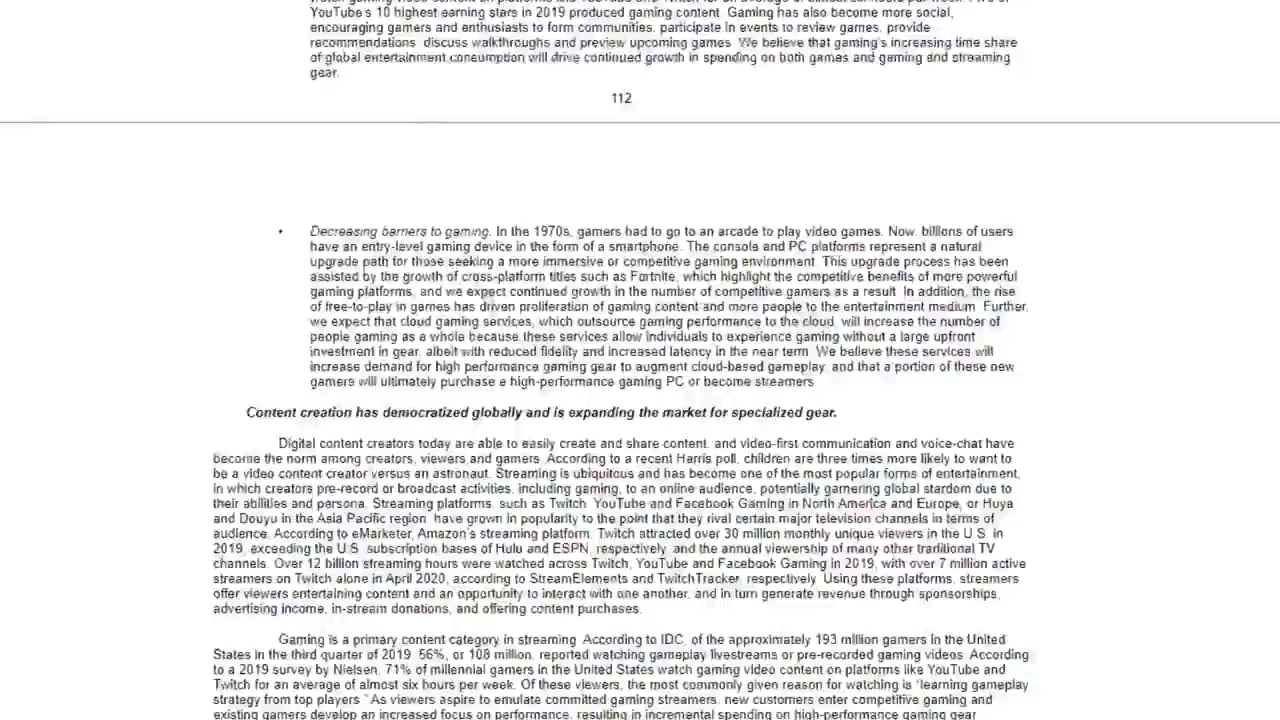 YouTube's 10 highest earning stars in 2019 produced gaming content. Gaming has also become more social,
encouraging gamers and enthusiasts to form communities, participate in events to review games, provide
recommendations, discuss walkthroughs and preview upcoming games. We believe that gaming's increasing time share
of global entertainment consumption will drive continued growth in spending on both games and gaming and streaming
gear.
112
• Decreasing barriers to gaming. In the 1970s, gamers had to go to an arcade to play video games. Now, billions of users
have an entry-level gaming device in the form of a smartphone. The console and PC platforms represent a natural
upgrade path for those seeking a more immersive or competitive gaming environment. This upgrade process has been
assisted by the growth of cross-platform titles such as Fortnite, which highlight the competitive benefits of more powerful
gaming platforms, and we expect continued growth in the number of competitive gamers as a result. In addition, the rise
of free-to-play in games has driven proliferation of gaming content and more people to the entertainment medium. Further,
we expect that cloud gaming services, which outsource gaming performance to the cloud, will increase the number of
people gaming as a whole because these services allow individuals to experience gaming without a large upfront
investment in gear, albeit with reduced fidelity and increased latency in the near term. We believe these services will
increase demand for high performance gaming gear to augment cloud-based gameplay, and that a portion of these new
gamers will ultimately purchase a high-performance gaming PC or become streamers.
Content creation has democratized globally and is expanding the market for specialized gear.
Digital content creators today are able to easily create and share content, and video-first communication and voice-chat have
become the norm among creators, viewers and gamers. According to a recent Harris poll, children are three times more likely to want to
be a video content creator versus an astronaut. Streaming is ubiquitous and has become one of the most popular forms of entertainment,
in which creators pre-record or broadcast activities, including gaming, to an online audience, potentially garnering global stardom due to
their abilities and persona. Streaming platforms, such as Twitch, YouTube and Facebook Gaming in North America and Europe, or Huya
and Douyu in the Asia Pacific region, have grown in popularity to the point that they rival certain major television channels in terms of
audience. According to eMarketer, Amazon's streaming platform, Twitch attracted over 30 million monthly unique viewers in the U.S. in
2019, exceeding the U.S. subscription bases of Hulu and ESPN, respectively, and the annual viewership of many other traditional TV
channels. Over 12 billion streaming hours were watched across Twitch, YouTube and Facebook Gaming in 2019, with over 7 million active
streamers on Twitch alone in April 2020, according to StreamElements and TwitchTracker, respectively. Using these platforms, streamers
offer viewers entertaining content and an opportunity to interact with one another, and in turn generate revenue through sponsorships,
advertising income, in-stream donations, and offering content purchases.
Gaming is a primary content category in streaming. According to IDC, of the approximately 193 million gamers in the United
States in the third quarter of 2019, 56%, or 108 million, reported watching gameplay livestreams or pre-recorded gaming videos. According
to a 2019 survey by Nielsen, 71% of millennial gamers in the United States watch gaming video content on platforms like YouTube and
Twitch for an average of almost six hours per week. Of these viewers, the most commonly given reason for watching is "learning gameplay
strategy from top players." As viewers aspire to emulate committed gaming streamers, new customers enter competitive gaming and
existing gamers develop an increased focus on performance, resulting in incremental spending on high-performance gaming gear